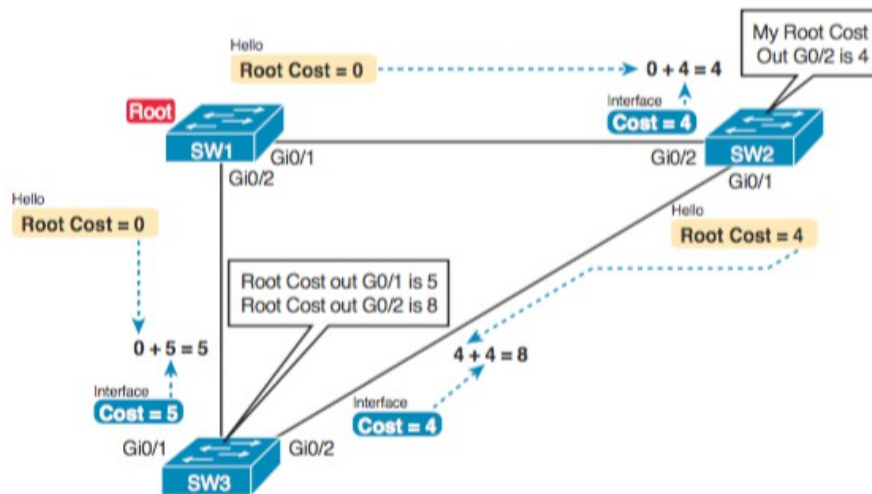 My Root Cost
Out G0/2 is 4
Hello
Root Cost = 0
0 + 4 = 4
Interface
Cost = 4
Root
SW1
Gi0/1
Gi0/2
Gi0/2
SW2
Gi0/1
Hello
Root Cost = 0
Hello
Root Cost = 4
Root Cost out G0/1 is 5
Root Cost out G0/2 is 8
0 + 5 = 5
4 + 4 = 8
Interface
Cost = 5
Interface
Cost = 4
Gi0/1
Gi0/2
SW3